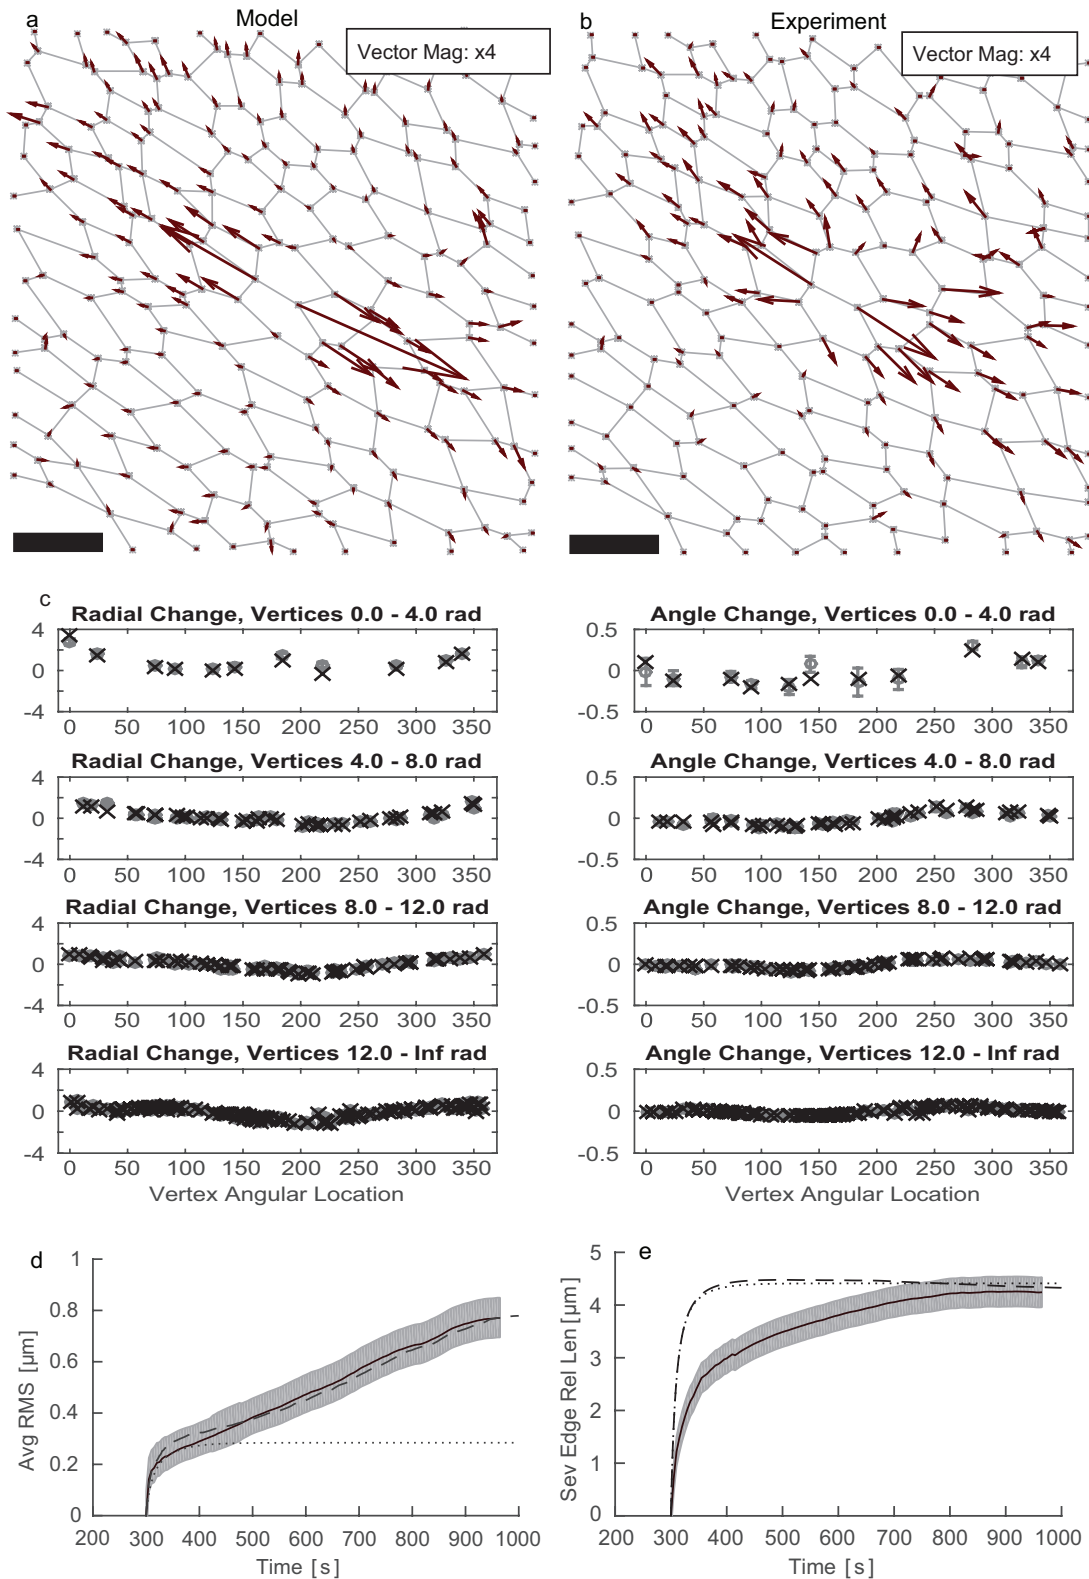 a
Model
Vector Mag: x4
b
Experiment
Vector Mag: x4
c
Radial Change, Vertices 0.0 - 4.0 rad
4
0
-4
0 50 100 150 200 250 300 350
Angle Change, Vertices 0.0 - 4.0 rad
0.5
0
-0.5
0 50 100 150 200 250 300 350
Radial Change, Vertices 4.0 - 8.0 rad
4
0
-4
0 50 100 150 200 250 300 350
Angle Change, Vertices 4.0 - 8.0 rad
0.5
0
-0.5
0 50 100 150 200 250 300 350
Radial Change, Vertices 8.0 - 12.0 rad
4
0
-4
0 50 100 150 200 250 300 350
Angle Change, Vertices 8.0 - 12.0 rad
0.5
0
-0.5
0 50 100 150 200 250 300 350
Radial Change, Vertices 12.0 - Inf rad
4
0
-4
0 50 100 150 200 250 300 350
Vertex Angular Location
Angle Change, Vertices 12.0 - Inf rad
0.5
0
-0.5
0 50 100 150 200 250 300 350
Vertex Angular Location
d
Avg RMS [µm]
1
0.8
0.6
0.4
0.2
0
200 300 400 500 600 700 800 900 1000
Time [s]
e
Sev Edge Rel Len [µm]
5
4
3
2
1
0
200 300 400 500 600 700 800 900 1000
Time [s]